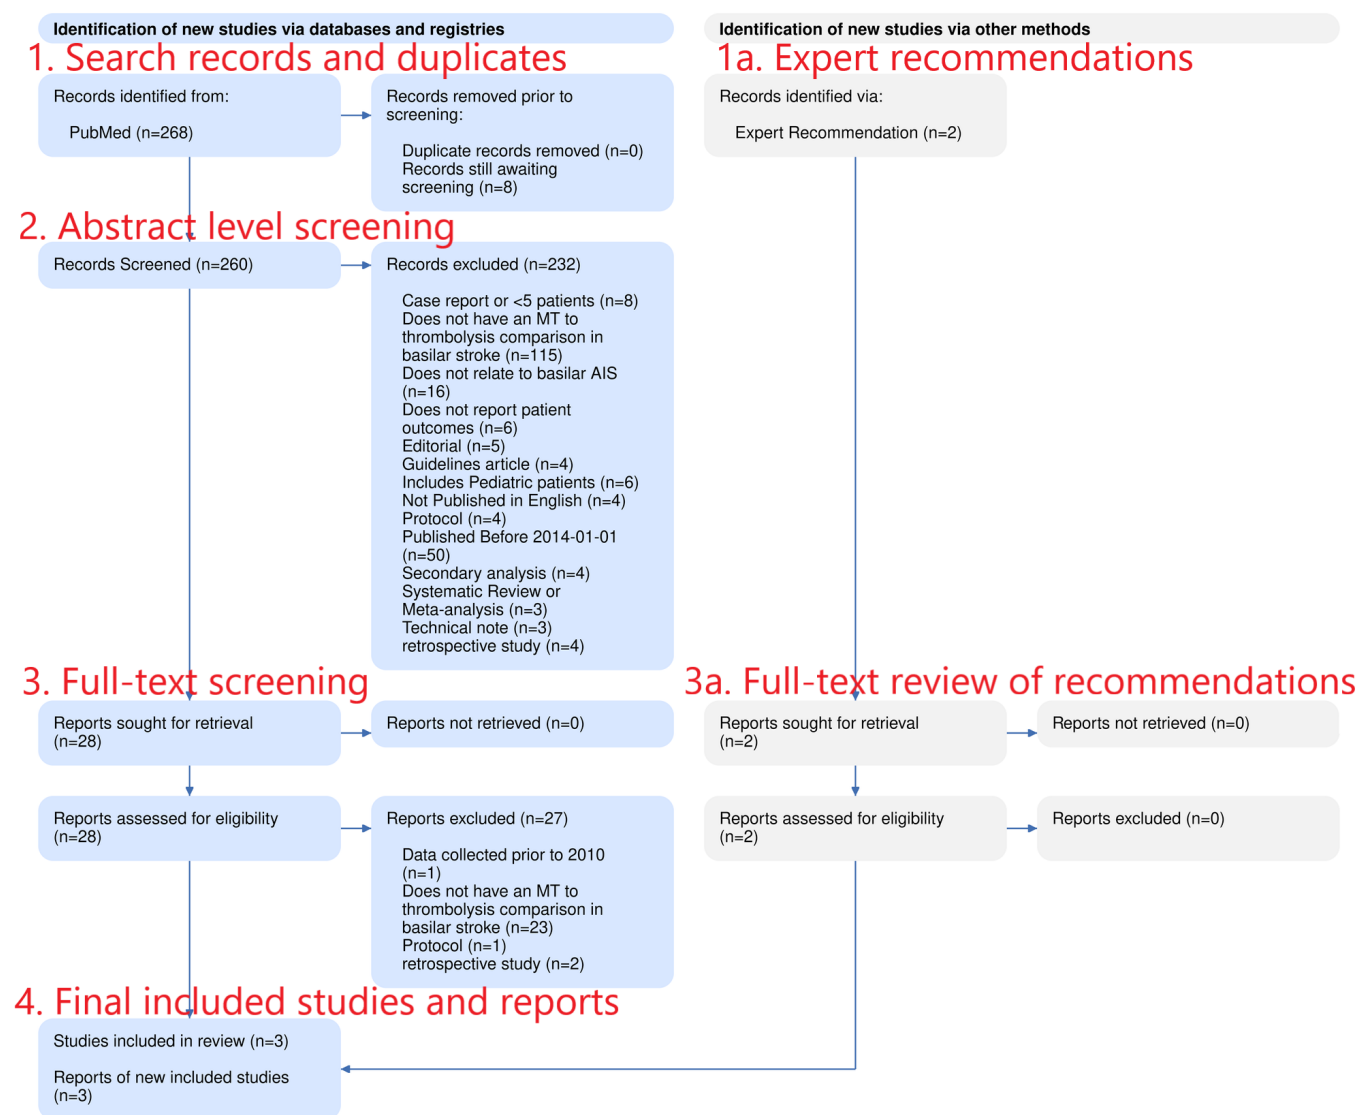 Identification of new studies via databases and registries
Identification of new studies via other methods
1. Search records and duplicates
1a. Expert recommendations
Records identified from:
PubMed (n=268)
Records removed prior to
screening:
Duplicate records removed (n=0)
Records still awaiting
screening (n=8)
Records identified via:
Expert Recommendation (n=2)
2. Abstract level screening
Records Screened (n=260)
Records excluded (n=232)
Case report or <5 patients (n=8)
Does not have an MT to
thrombolysis comparison in
basilar stroke (n=115)
Does not relate to basilar AIS
(n=16)
Does not report patient
outcomes (n=6)
Editorial (n=5)
Guidelines article (n=4)
Includes Pediatric patients (n=6)
Not Published in English (n=4)
Protocol (n=4)
Published Before 2014-01-01
(n=50)
Secondary analysis (n=4)
Systematic Review or
Meta-analysis (n=3)
Technical note (n=3)
retrospective study (n=4)
3. Full-text screening
3a. Full-text review of recommendations
Reports sought for retrieval
(n=28)
Reports not retrieved (n=0)
Reports sought for retrieval
(n=2)
Reports not retrieved (n=0)
Reports assessed for eligibility
(n=28)
Reports excluded (n=27)
Data collected prior to 2010
(n=1)
Does not have an MT to
thrombolysis comparison in
basilar stroke (n=23)
Protocol (n=1)
retrospective study (n=2)
Reports assessed for eligibility
(n=2)
Reports excluded (n=0)
4. Final included studies and reports
Studies included in review (n=3)
Reports of new included studies
(n=3)